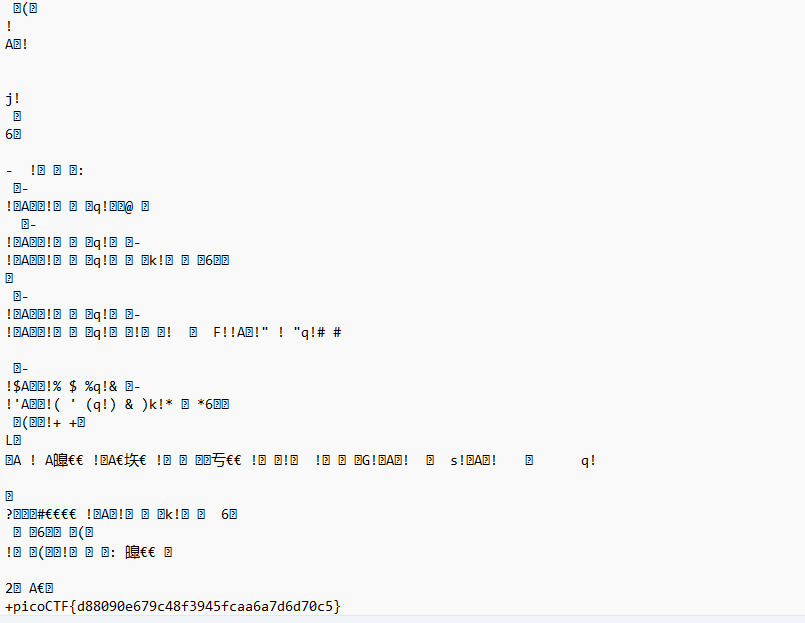 (
!
A !
j!
6
- ! :
-
! A ! q! @
-
! A ! q! -
! A ! q! k! 6
-
! A ! q! -
! A ! q! ! ! F!!A !" ! "q!# #
-
!$A !% $ %q!& -
!'A !( ' (q!) & )k!* *6
( !+ +
L
A ! A €€ ! A€ € ! €€ ! ! ! G! A ! s! A ! q!
? #€€€€ ! A ! k! 6
6 (
! ( ! : €€
2 A€
+picoCTF{d88090e679c48f3945fcaa6a7d6d70c5}